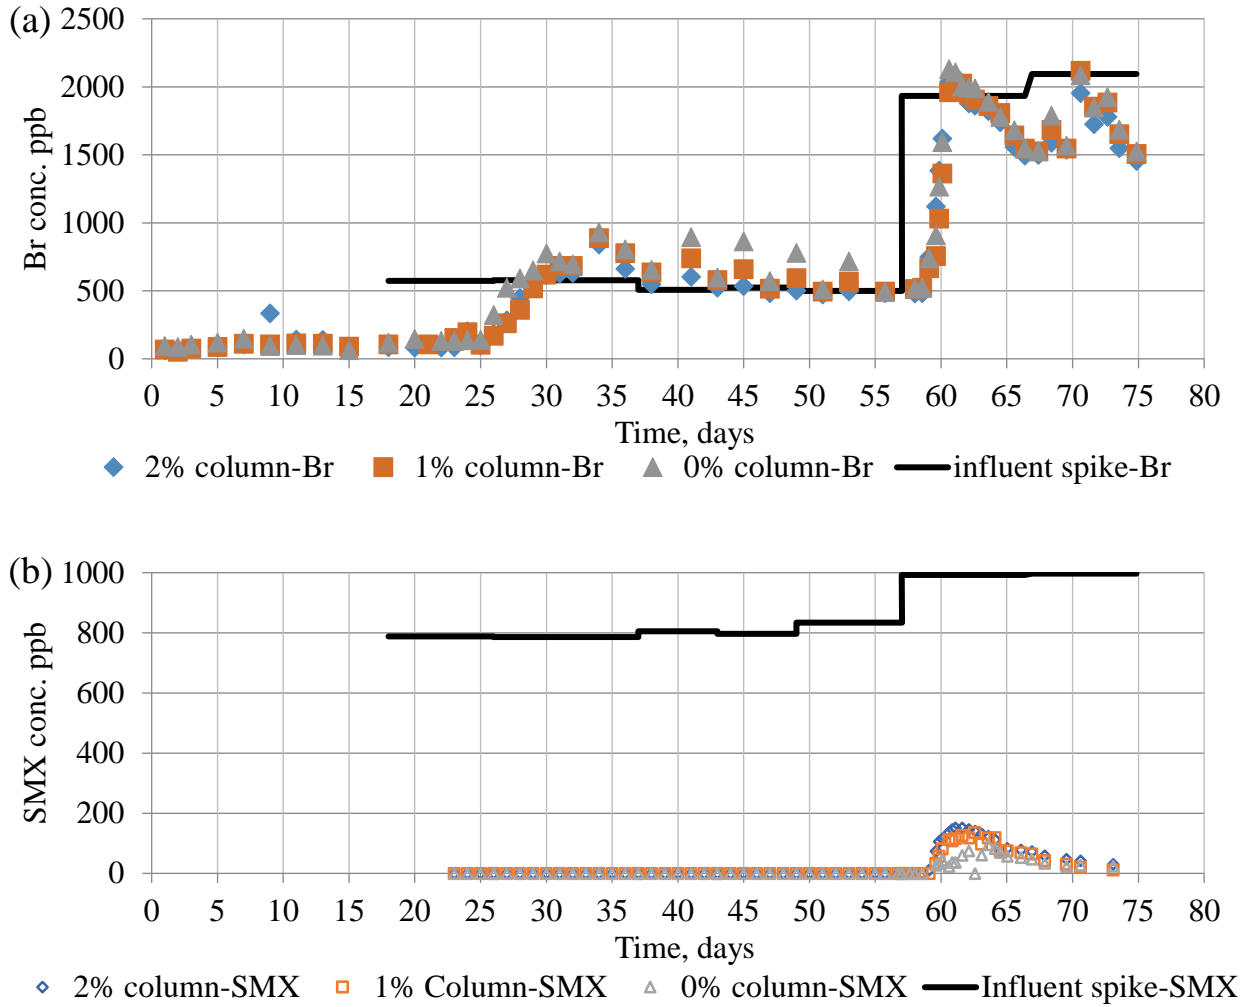 (a)
2500
2000
1500
1000
500
0
Br conc. ppb
0 5 10 15 20 25 30 35 40 45 50 55 60 65 70 75 80
Time, days
2% column-Br 1% column-Br 0% column-Br influent spike-Br
(b)
1000
800
600
400
200
0
SMX conc. ppb
0 5 10 15 20 25 30 35 40 45 50 55 60 65 70 75 80
Time, days
2% column-SMX 1% Column-SMX 0% column-SMX Influent spike-SMX